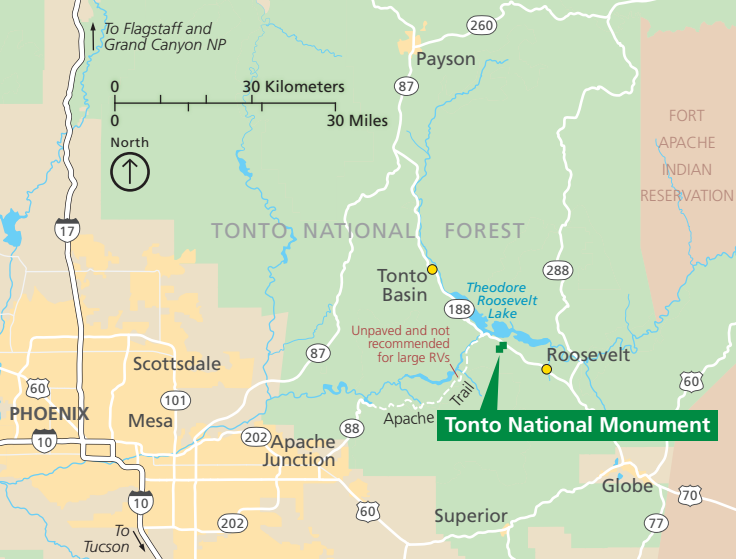 To Flagstaff and
Grand Canyon NP
260
Payson
0
30 Kilometers
87
0
30 Miles
North
FORT
APACHE
INDIAN
RESERVATION
17
TONTO NATIONAL FOREST
Tonto
Basin
288
Theodore
Roosevelt
Lake
188
Unpaved and not
recommended
for large RVs
87
Roosevelt
Scottsdale
60
60
101
PHOENIX
Mesa
Apache
Trail
Tonto National Monument
88
10
202
Apache
Junction
Globe
70
10
60
Superior
202
77
To
Tucson